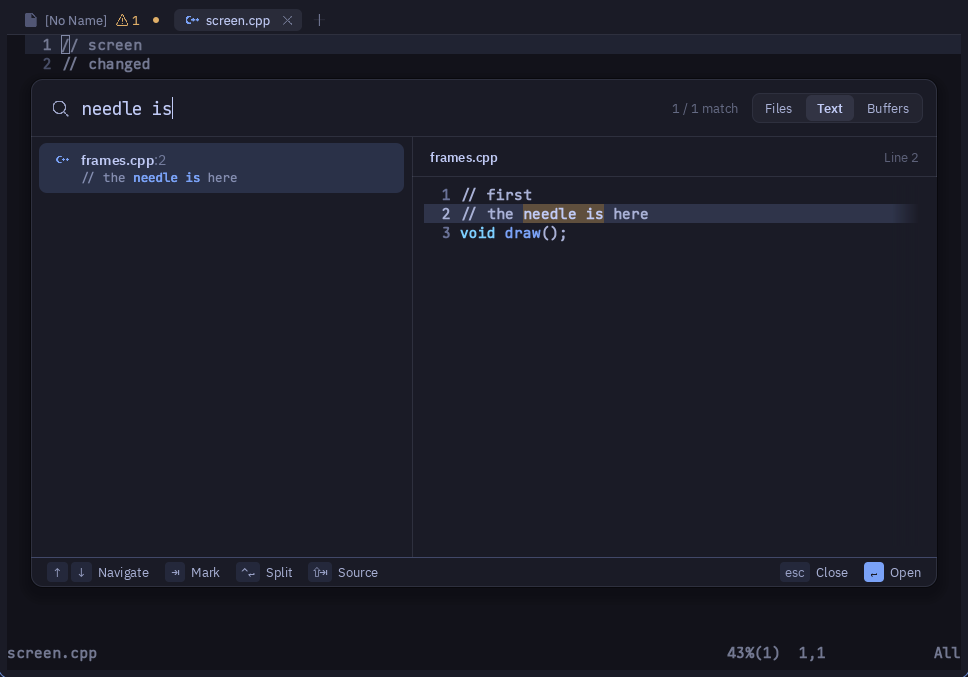 [No Name] 1 screen.cpp
1 // screen
2 // changed
needle is 1 / 1 match Files Text Buffers
frames.cpp:2
// the needle is here
frames.cpp Line 2
1 // first
2 // the needle is here
3 void draw();
↑ ↓ Navigate ⇥ Mark ^↵ Split ⇧⇥ Source esc Close ↵ Open
screen.cpp 43%(1) 1,1 All